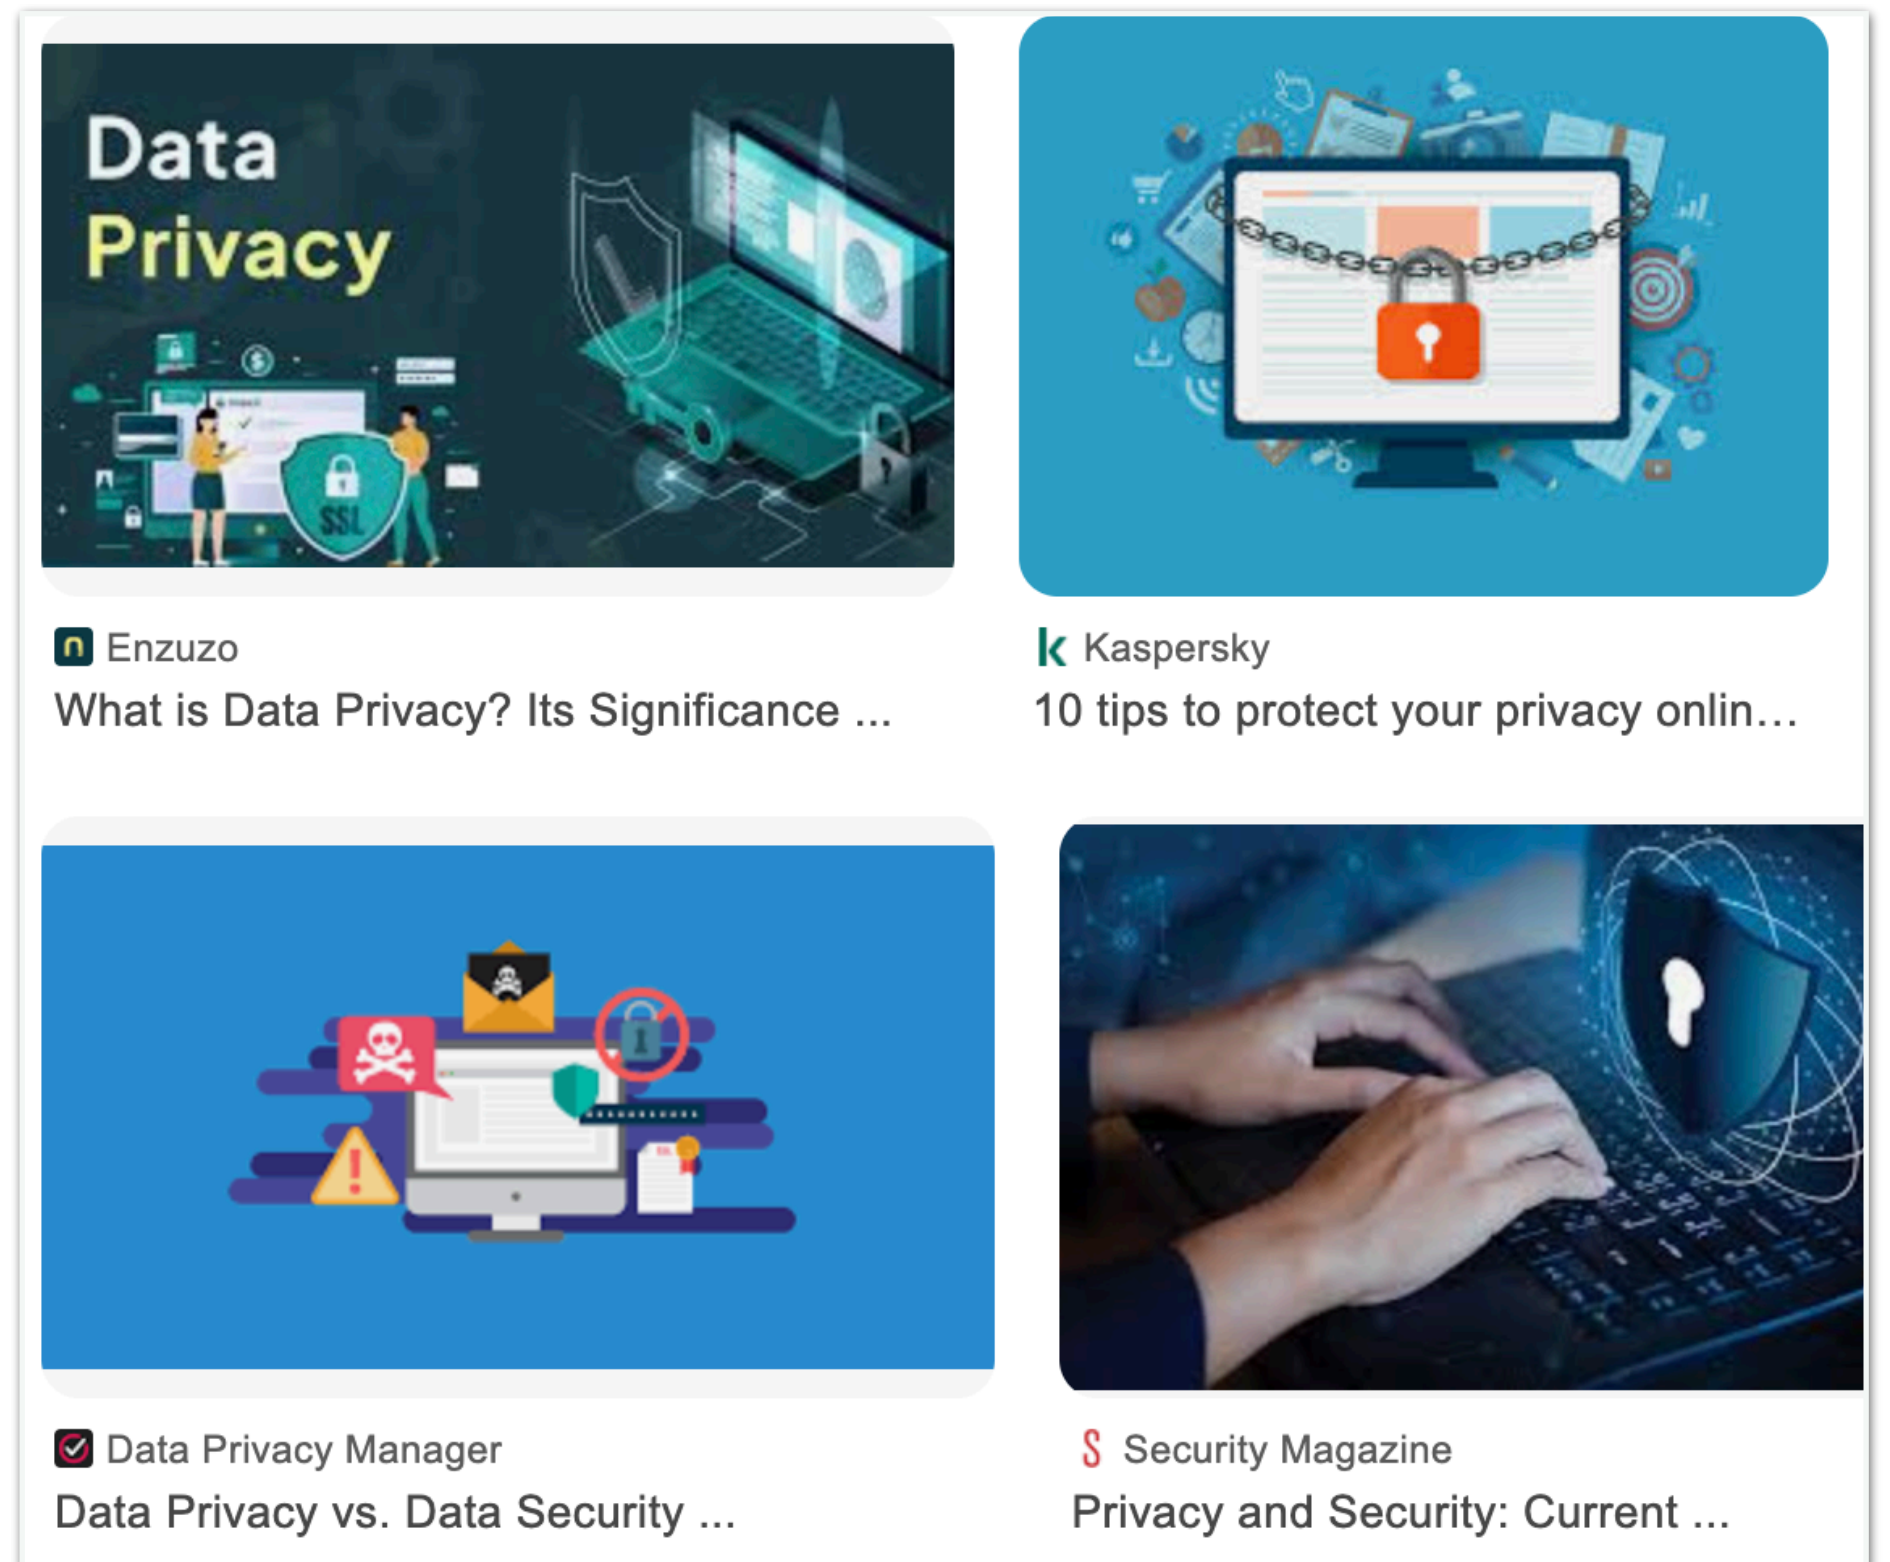 Data
Privacy
SSL
Enzuzo
What is Data Privacy? Its Significance ...
Kaspersky
10 tips to protect your privacy onlin...
Data Privacy Manager
Data Privacy vs. Data Security ...
Security Magazine
Privacy and Security: Current ...